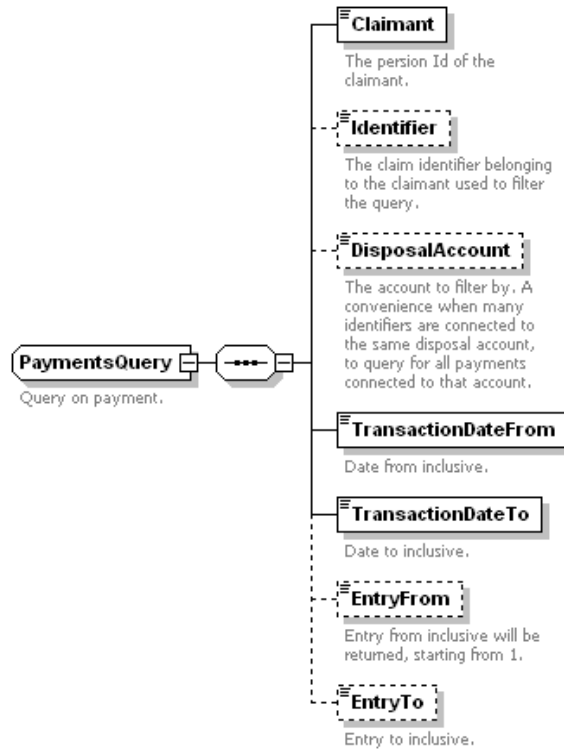 Claimant
The persion Id of the
claimant.
Identifier
The claim identifier belonging
to the claimant used to filter
the query.
DisposalAccount
The account to filter by. A
convenience when many
identifiers are connected to
the same disposal account,
to query for all payments
connected to that account.
PaymentsQuery
Query on payment.
TransactionDateFrom
Date from inclusive.
TransactionDateTo
Date to inclusive.
EntryFrom
Entry from inclusive will be
returned, starting from 1.
EntryTo
Entry to inclusive.